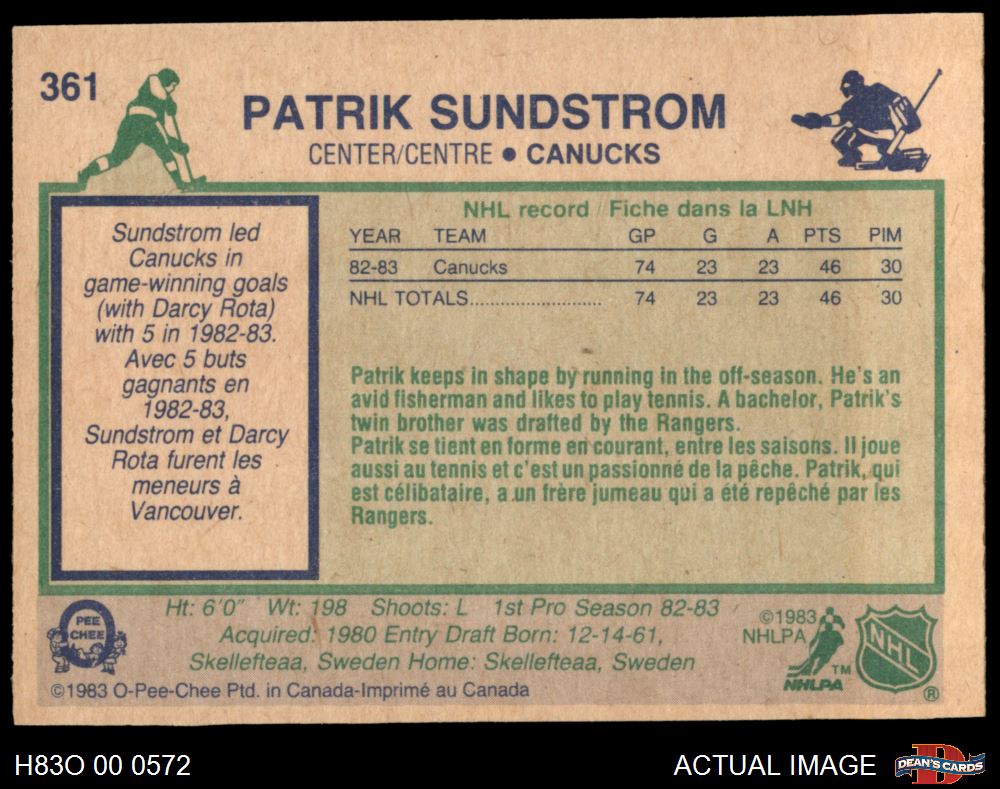 361
PATRIK SUNDSTROM
CENTER/CENTRE • CANUCKS
Sundstrom led
Canucks in
game-winning goals
(with Darcy Rota)
with 5 in 1982-83.
Avec 5 buts
gagnants en
1982-83,
Sundstrom et Darcy
Rota furent les
meneurs à
Vancouver.
NHL record / Fiche dans la LNH
YEAR TEAM GP G A PTS PIM
82-83 Canucks 74 23 23 46 30
NHL TOTALS.......................... 74 23 23 46 30
Patrik keeps in shape by running in the off-season. He's an
avid fisherman and likes to play tennis. A bachelor, Patrik's
twin brother was drafted by the Rangers.
Patrik se tient en forme en courant, entre les saisons. Il joue
aussi au tennis et c'est un passionné de la pêche. Patrik, qui
est célibataire, a un frère jumeau qui a été repêché par les
Rangers.
O
PEE
CHEE
Ht: 6'0" Wt: 198 Shoots: L 1st Pro Season 82-83
Acquired: 1980 Entry Draft Born: 12-14-61,
Skellefteaa, Sweden Home: Skellefteaa, Sweden
©1983 O-Pee-Chee Ptd. in Canada-Imprimé au Canada
©1983
NHLPA
TM
NHLPA
NHL
®
H83O 00 0572
ACTUAL IMAGE
D
DEAN'S CARDS